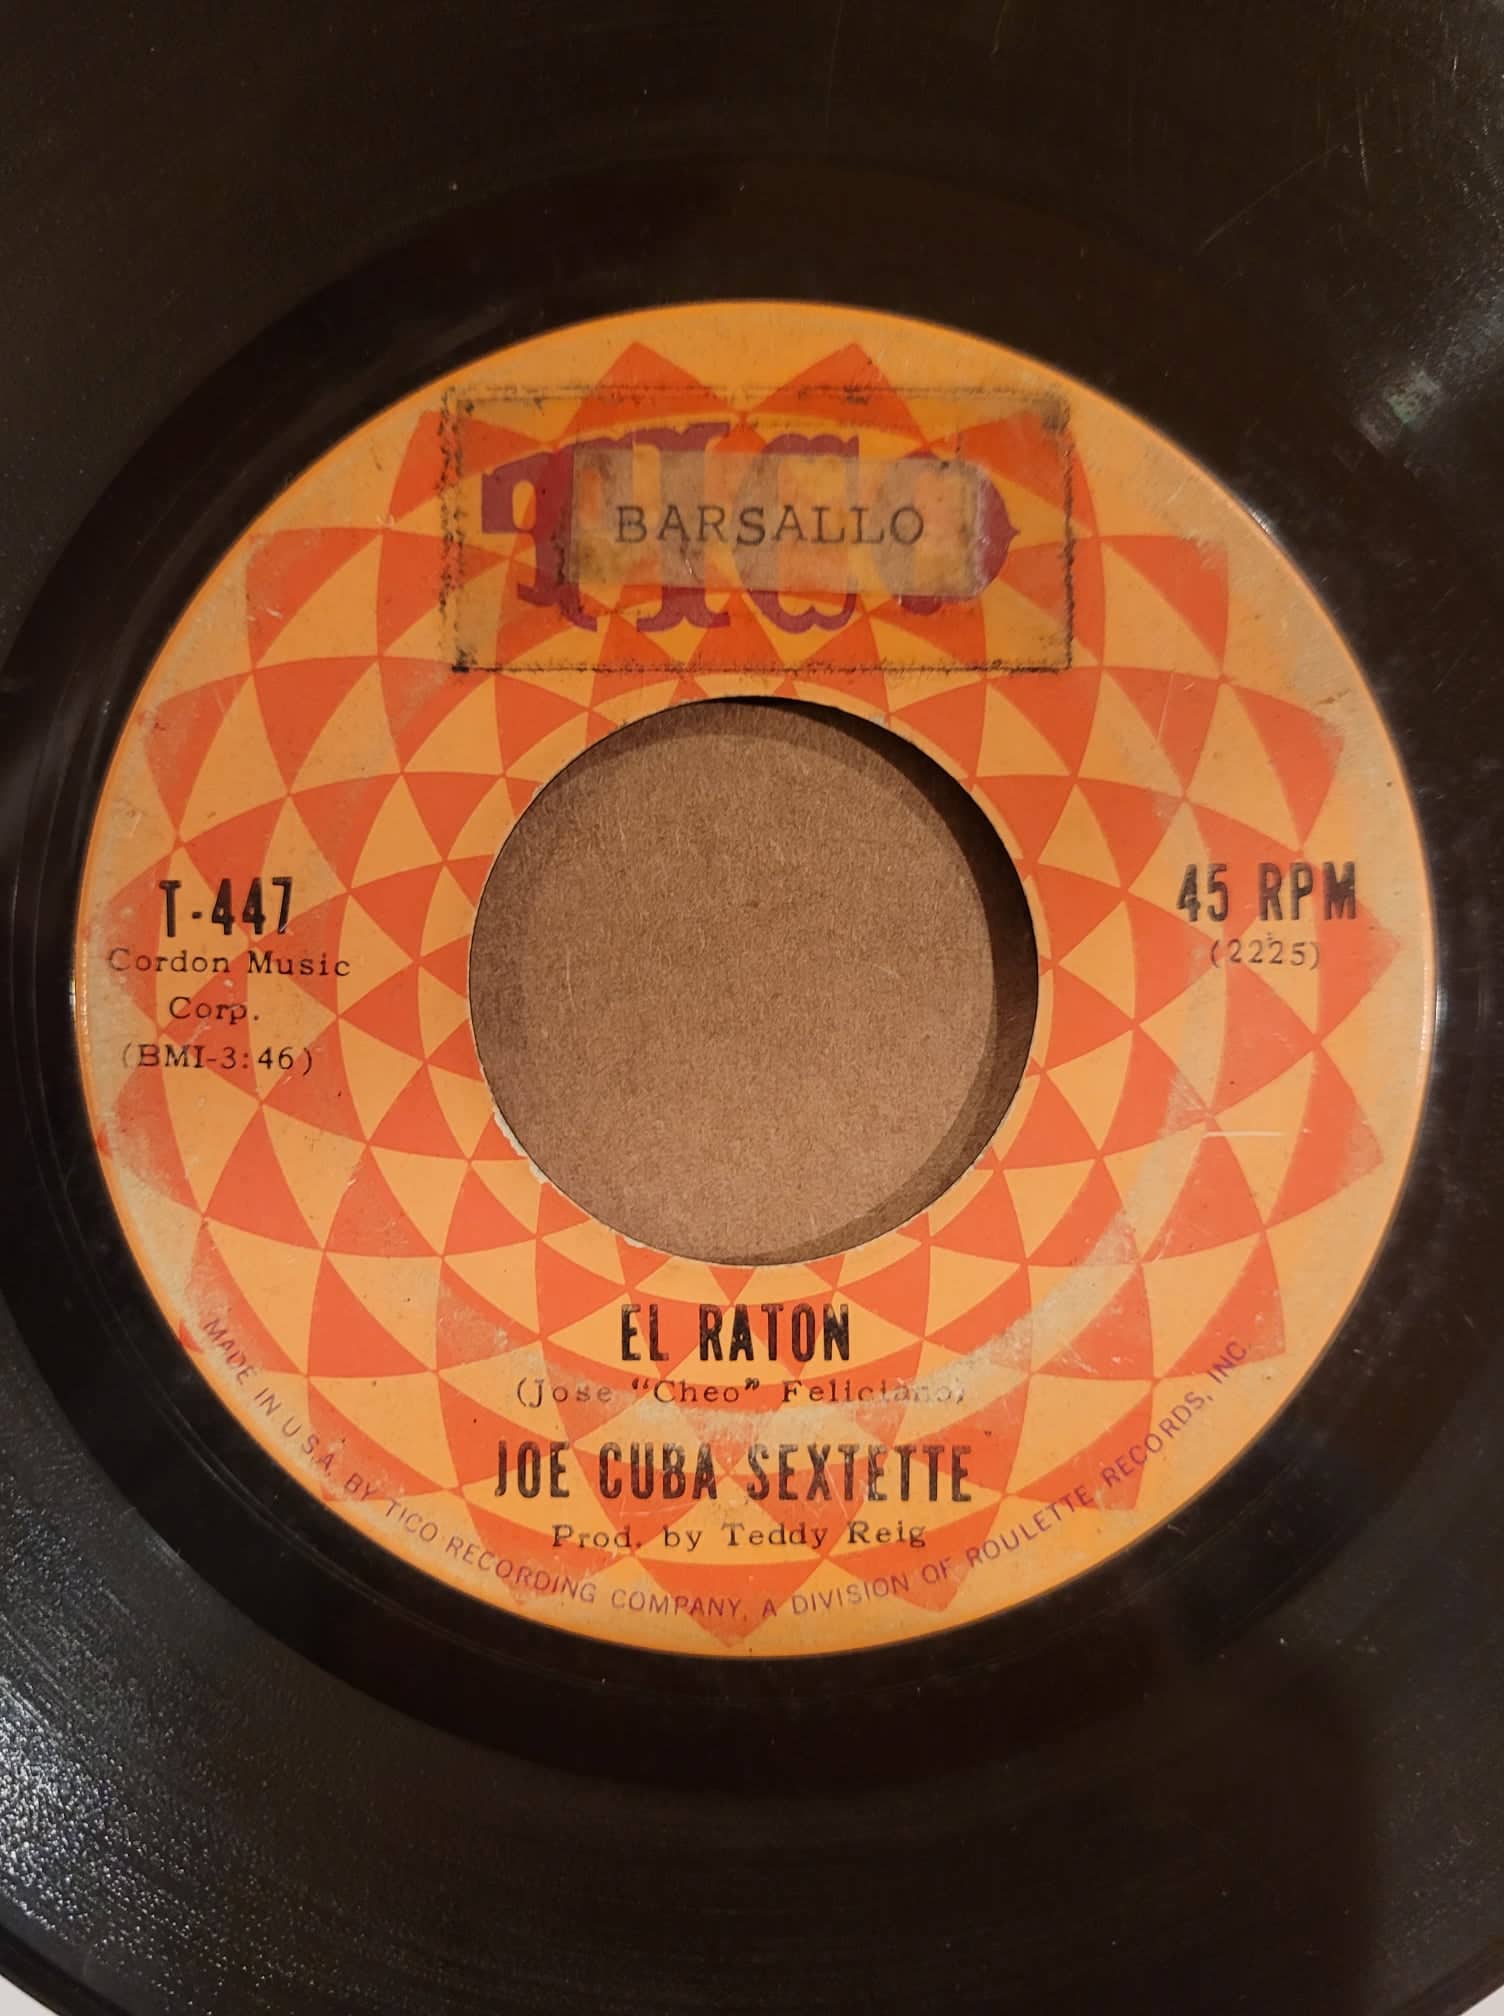 TICO
BARSALLO
T-447
Cordon Music
Corp.
(BMI-3:46)
45 RPM
(2225)
EL RATON
(Jose “Cheo” Feliciano)
JOE CUBA SEXTETTE
Prod. by Teddy Reig
MADE IN U.S.A. BY TICO RECORDING COMPANY, A DIVISION OF ROULETTE RECORDS, INC.